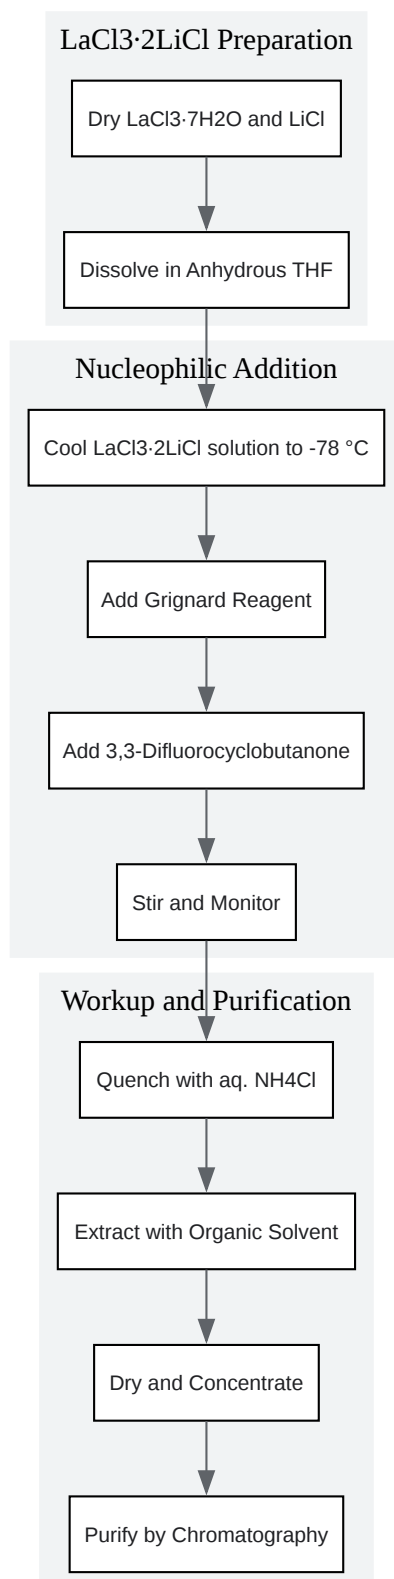 LaCl3·2LiCl Preparation
Dry LaCl3·7H2O and LiCl
Dissolve in Anhydrous THF
Nucleophilic Addition
Cool LaCl3·2LiCl solution to -78 °C
Add Grignard Reagent
Add 3,3-Difluorocyclobutanone
Stir and Monitor
Workup and Purification
Quench with aq. NH4Cl
Extract with Organic Solvent
Dry and Concentrate
Purify by Chromatography